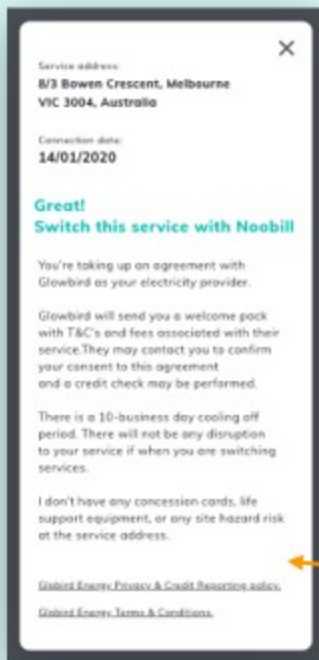 Service address:
8/3 Bowen Crescent, Melbourne
VIC 3004, Australia
Connection date:
14/01/2020
Great!
Switch this service with Noobill
You're taking up an agreement with
Glowbird as your electricity provider.
Glowbird will send you a welcome pack
with T&C's and fees associated with their
service.They may contact you to confirm
your consent to this agreement
and a credit check may be performed.
There is a 10-business day cooling off
period. There will not be any disruption
to your service if when you are switching
services.
I don't have any concession cards, life
support equipment, or any site hazard risk
at the service address.
Globird Energy Privacy & Credit Reporting policy.
Globird Energy Terms & Conditions.